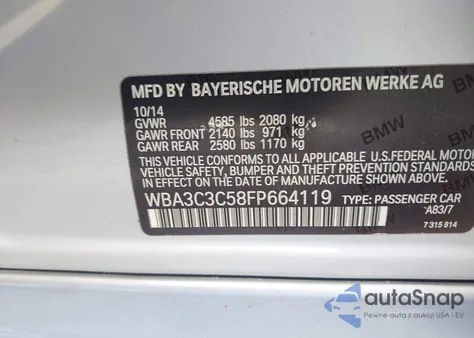 MFD BY BAYERISCHE MOTOREN WERKE AG
10/14
GVWR 4585 lbs 2080 kg
GAWR FRONT 2140 lbs 971 kg
GAWR REAR 2580 lbs 1170 kg
THIS VEHICLE CONFORMS TO ALL APPLICABLE U.S. FEDERAL MOTOR
VEHICLE SAFETY, BUMPER, AND THEFT PREVENTION STANDARDS
IN EFFECT ON THE DATE OF MANUFACTURE SHOWN ABOVE.
WBA3C3C58FP664119 TYPE: PASSENGER CAR
A83/7
7 315 814
BMW
autoSnap
Pewne auto z aukcji USA i EU